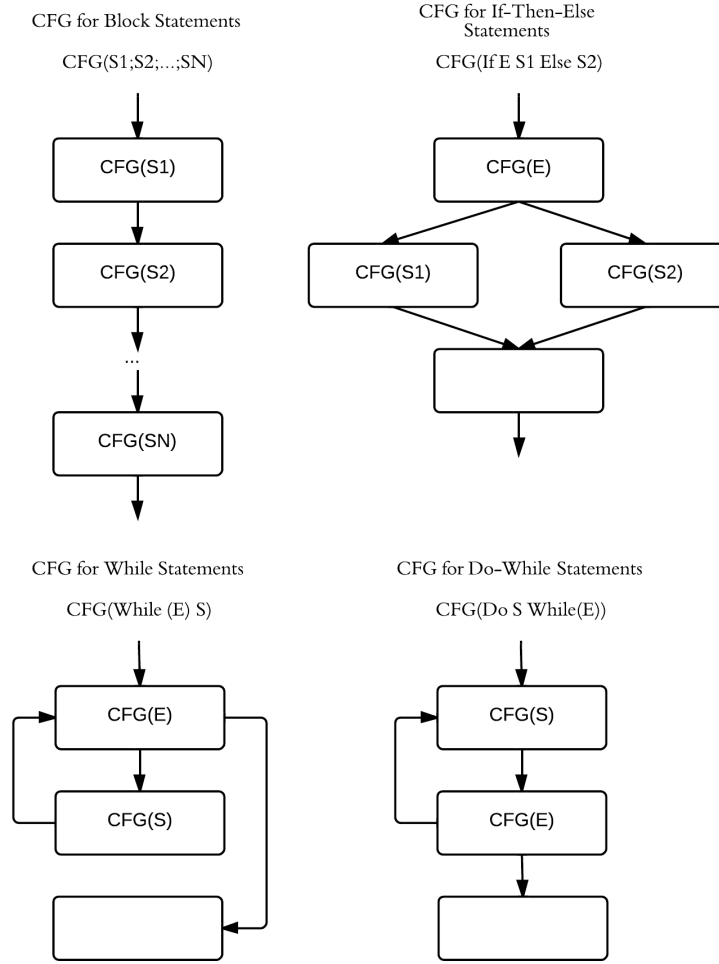 CFG for Block Statements
CFG(S1;S2;...;SN)
CFG(S1)
CFG(S2)
...
CFG(SN)
CFG for If-Then-Else
Statements
CFG(If E S1 Else S2)
CFG(E)
CFG(S1)
CFG(S2)
CFG for While Statements
CFG(While (E) S)
CFG(E)
CFG(S)
CFG for Do-While Statements
CFG(Do S While(E))
CFG(S)
CFG(E)